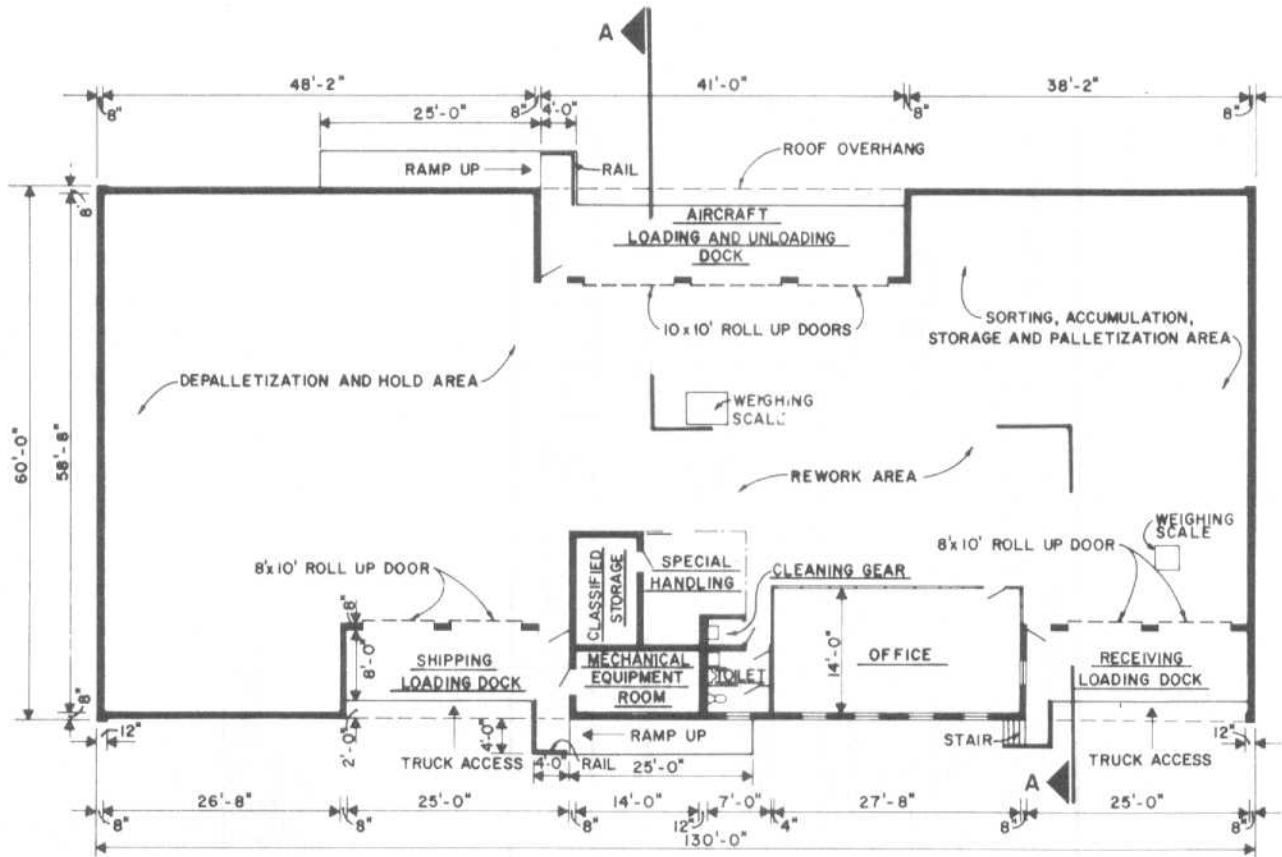 A
48'-2"
41'-0"
38'-2"
8"
8"
8"
8"
25'-0"
4'-0"
ROOF OVERHANG
RAMP UP
RAIL
8'
AIRCRAFT
LOADING AND UNLOADING
DOCK
10 x 10' ROLL UP DOORS
SORTING, ACCUMULATION,
STORAGE AND PALLETIZATION AREA
DEPALLETIZATION AND HOLD AREA
WEIGHING
SCALE
60'-0"
58'-8"
REWORK AREA
WEIGHING
SCALE
8'x10' ROLL UP DOOR
8'x10' ROLL UP DOOR
CLASSIFIED
STORAGE
SPECIAL
HANDLING
CLEANING GEAR
8"
8'-0"
SHIPPING
LOADING DOCK
MECHANICAL
EQUIPMENT
ROOM
TOILET
14'-0"
OFFICE
RECEIVING
LOADING DOCK
8"
12"
2'-0"
TRUCK ACCESS
4'-0"
4'-0"
RAIL
RAMP UP
25'-0"
STAIR
12"
TRUCK ACCESS
A
26'-8"
25'-0"
14'-0"
7'-0"
27'-8"
25'-0"
8"
8"
8"
12"
4"
8"
8"
130'-0"